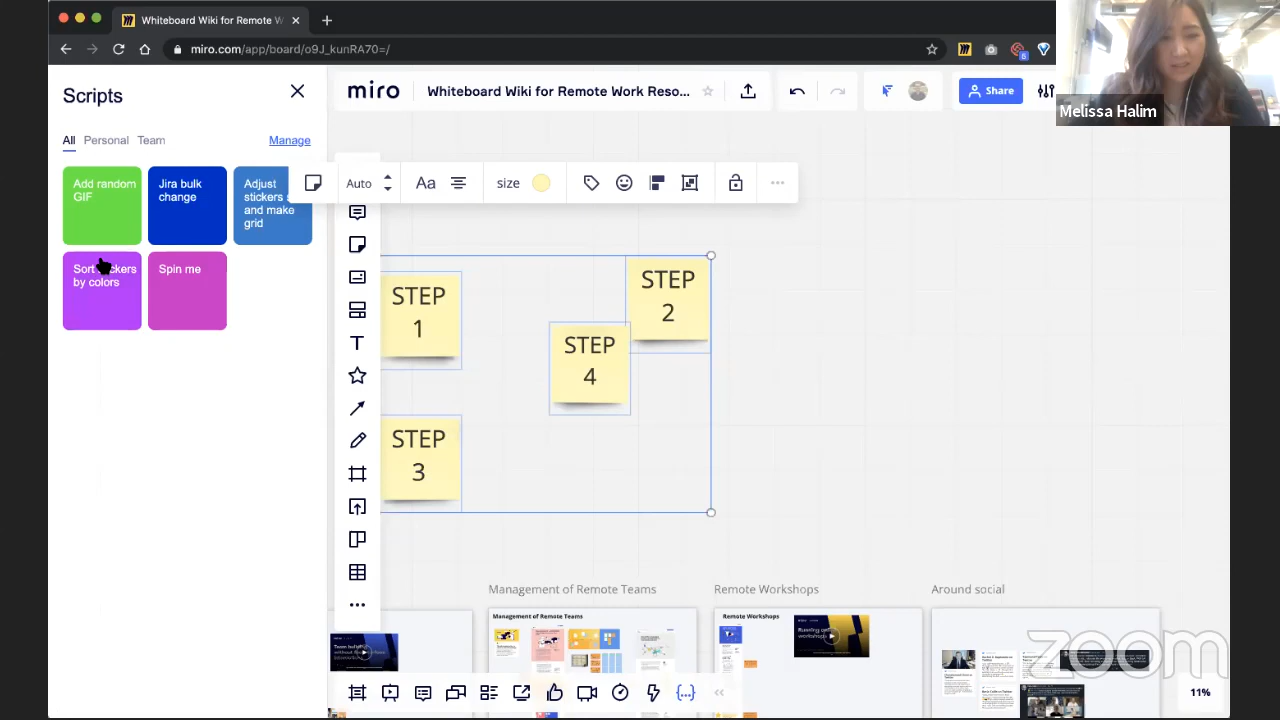 Whiteboard Wiki for Remote W
miro.com/app/board/o9J_kunRA70=/
6
Melissa Halim
Scripts
All Personal Team Manage
Add random
GIF
Jira bulk
change
Adjust
stickers
and make
grid
Sort stickers
by colors
Spin me
miro
Whiteboard Wiki for Remote Work Reso...
Share
Auto
Aa
size
STEP
1
STEP
2
STEP
4
STEP
3
Management of Remote Teams
Remote Workshops
Around social
Management of Remote Teams
Remote Workshops
zoom
11%